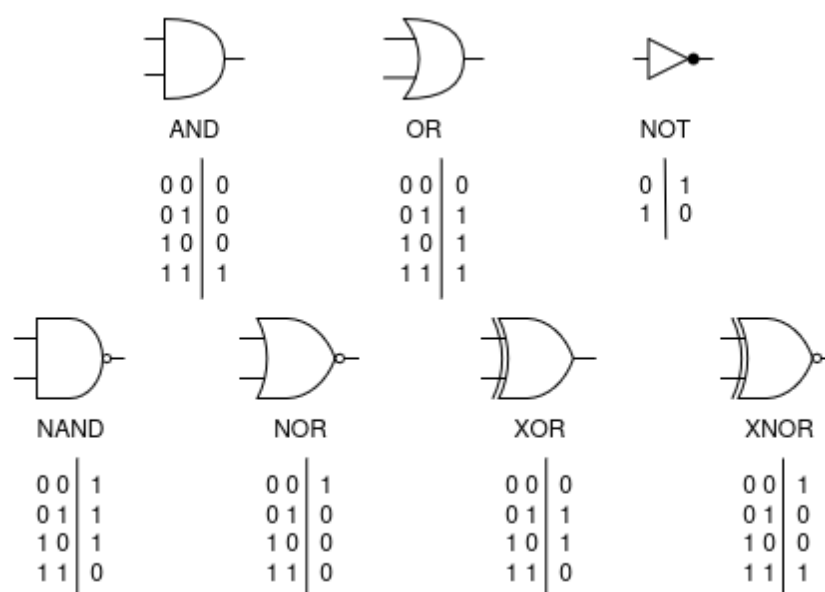 AND OR NOT
0 0 0 0 0 0 0 1
0 1 0 0 1 1 1 0
1 0 0 1 0 1
1 1 1 1 1 1
NAND NOR XOR XNOR
0 0 1 0 0 1 0 0 0 0 0 1
0 1 1 0 1 0 0 1 1 0 1 0
1 0 1 1 0 0 1 0 1 1 0 0
1 1 0 1 1 0 1 1 0 1 1 1